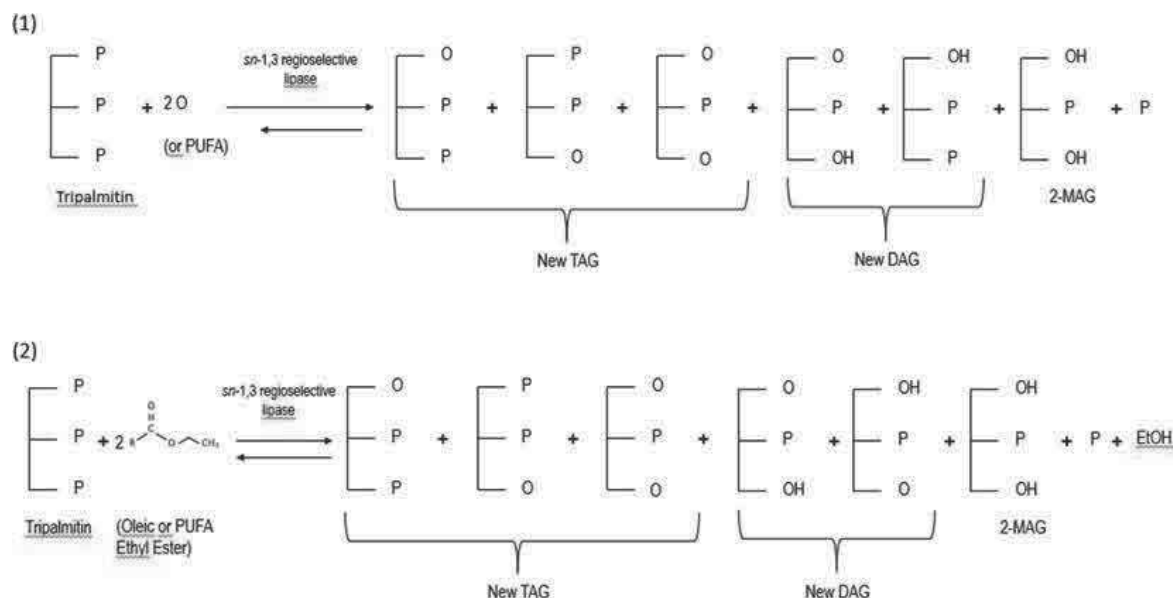 (1)
P O P O O OH OH
sn-1,3 regioselective
lipase
P + 2 O P + P + P + P + P + P + P
(or PUFA)
P P O O OH P OH
Tripalmitin
2-MAG
New TAG New DAG
(2)
P O P O O OH OH
sn-1,3 regioselective
lipase
O
P + 2 R C O CH₃ P + P + P + P + P + P + P + EtOH
P P O O OH O OH
Tripalmitin (Oleic or PUFA
Ethyl Ester)
2-MAG
New TAG New DAG